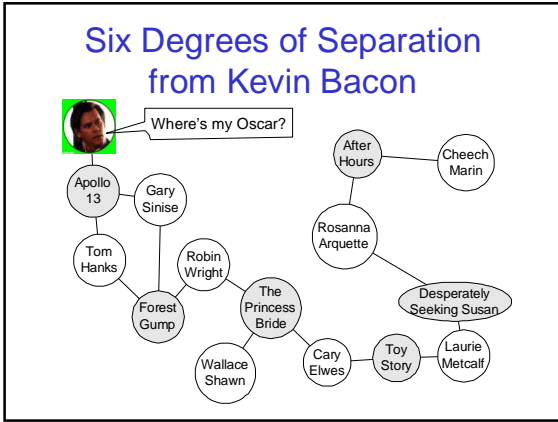 Six Degrees of Separation
from Kevin Bacon
Where's my Oscar?
After
Hours
Cheech
Marin
Apollo
13
Gary
Sinise
Rosanna
Arquette
Tom
Hanks
Robin
Wright
Forest
Gump
The
Princess
Bride
Desperately
Seeking Susan
Wallace
Shawn
Cary
Elwes
Toy
Story
Laurie
Metcalf